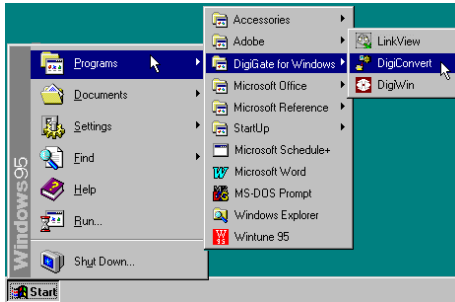 Programs
Documents
Settings
Find
Help
Run...
Shut Down...
Windows95
Start
Accessories
Adobe
DigiGate for Windows
Microsoft Office
Microsoft Reference
StartUp
Microsoft Schedule+
Microsoft Word
MS-DOS Prompt
Windows Explorer
Wintune 95
LinkView
DigiConvert
DigiWin